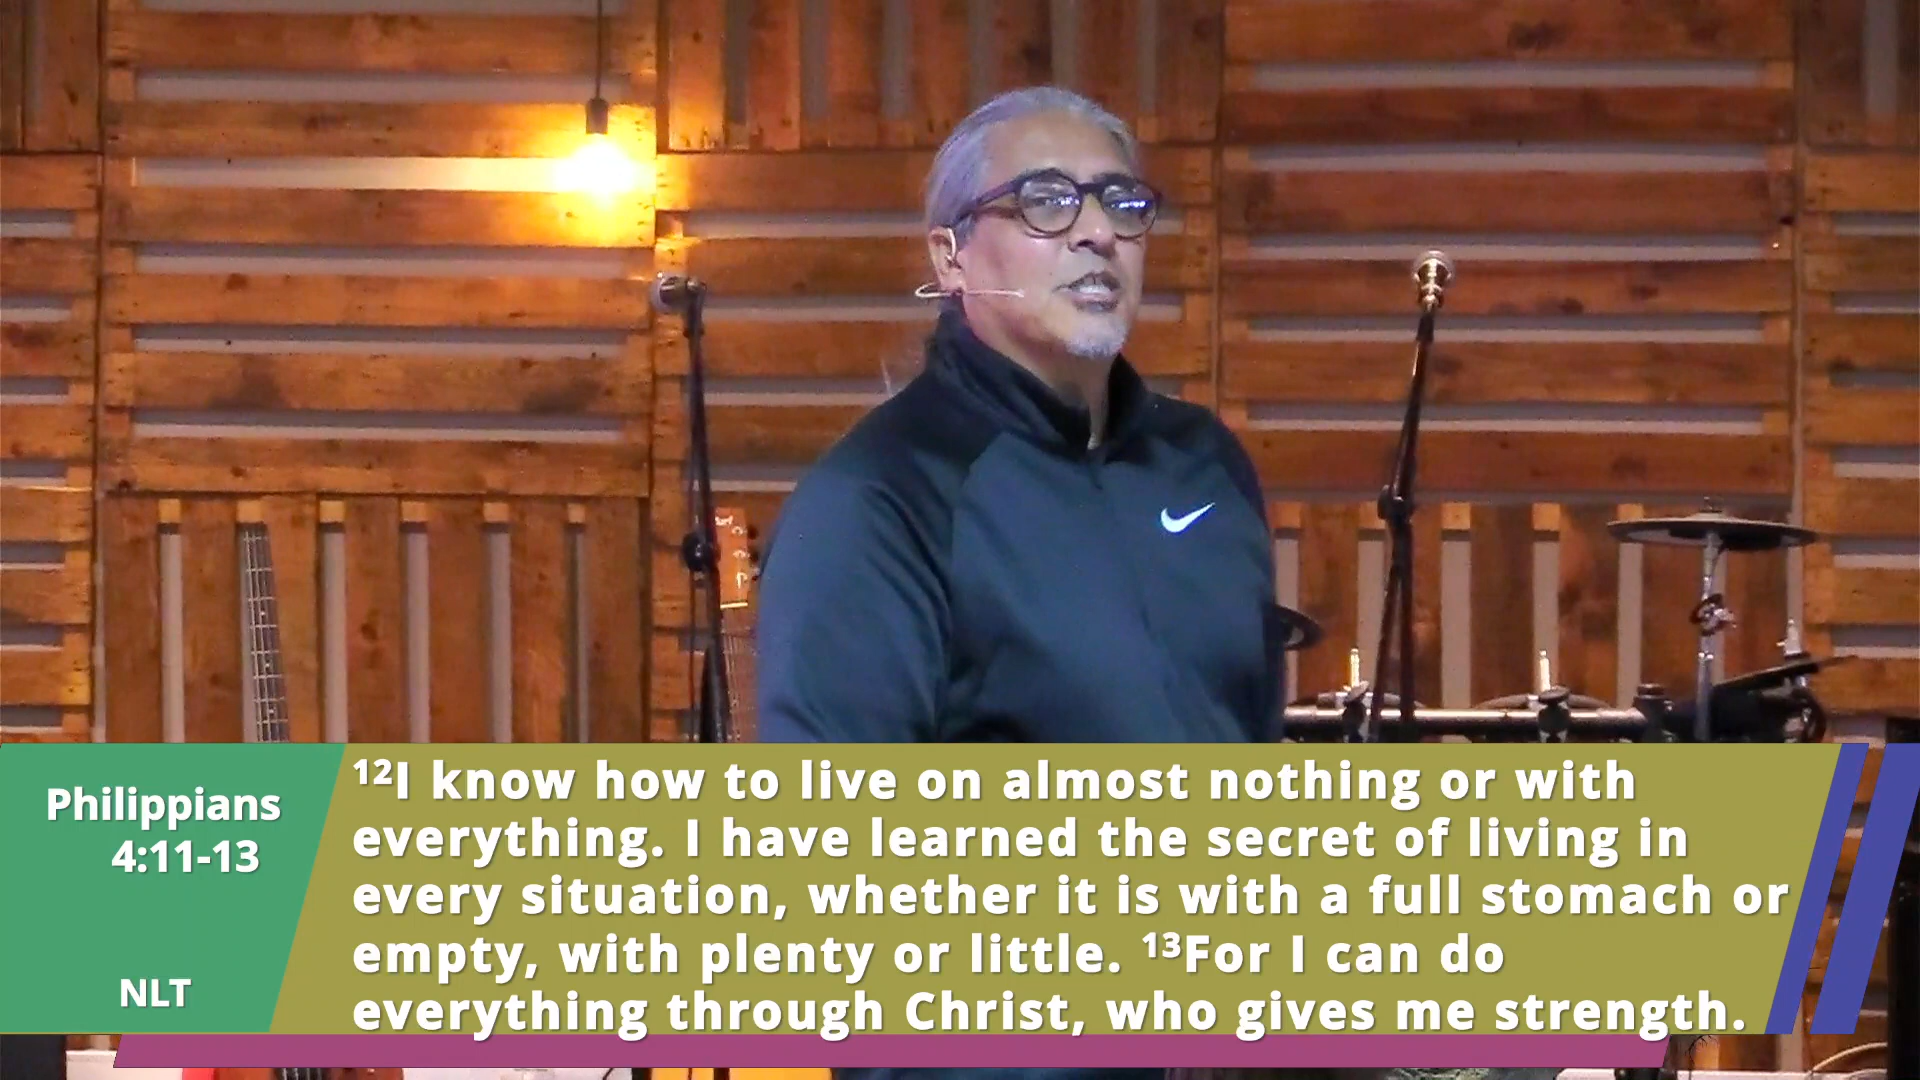 Philippians
4:11-13
NLT
¹²I know how to live on almost nothing or with
everything. I have learned the secret of living in
every situation, whether it is with a full stomach or
empty, with plenty or little. ¹³For I can do
everything through Christ, who gives me strength.